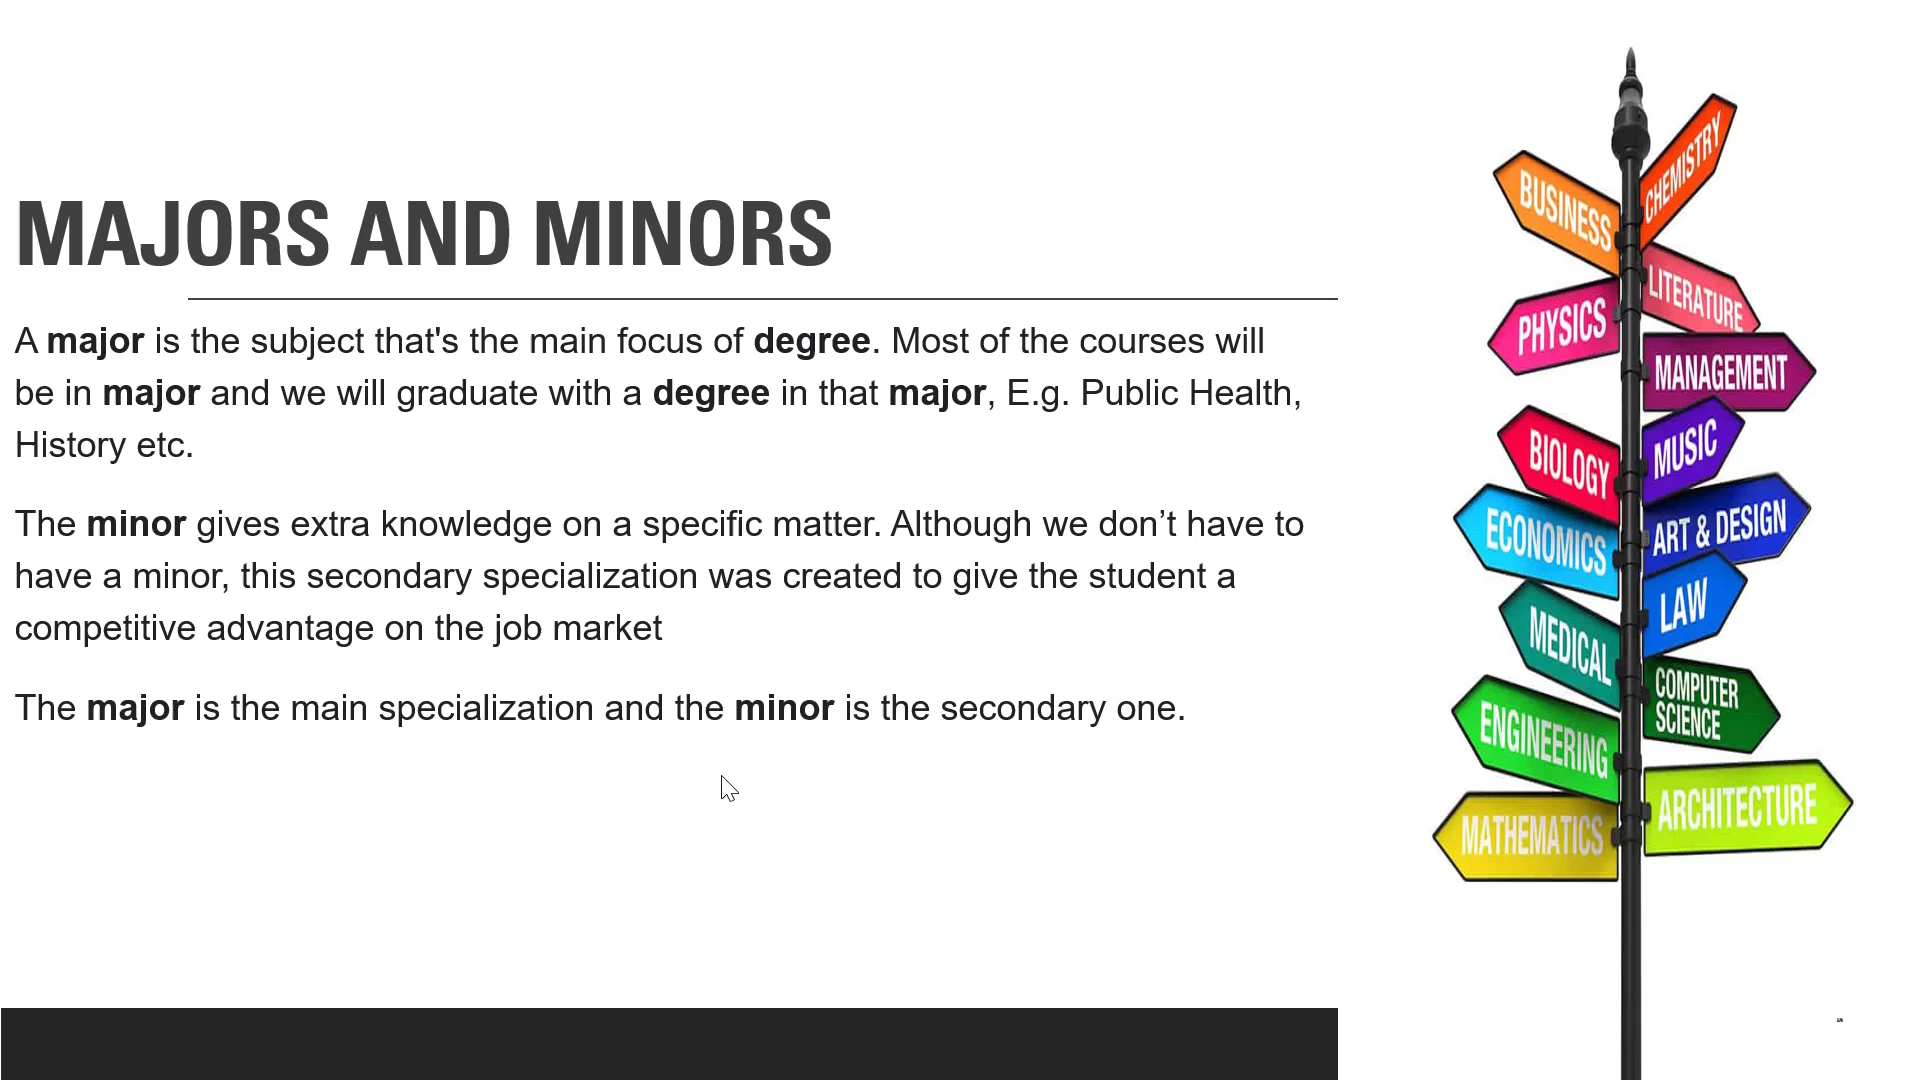 MAJORS AND MINORS
A major is the subject that's the main focus of degree. Most of the courses will
be in major and we will graduate with a degree in that major, E.g. Public Health,
History etc.
The minor gives extra knowledge on a specific matter. Although we don’t have to
have a minor, this secondary specialization was created to give the student a
competitive advantage on the job market
The major is the main specialization and the minor is the secondary one.
CHEMISTRY
BUSINESS
LITERATURE
PHYSICS
MANAGEMENT
MUSIC
BIOLOGY
ART & DESIGN
ECONOMICS
LAW
MEDICAL
COMPUTER
SCIENCE
ENGINEERING
ARCHITECTURE
MATHEMATICS